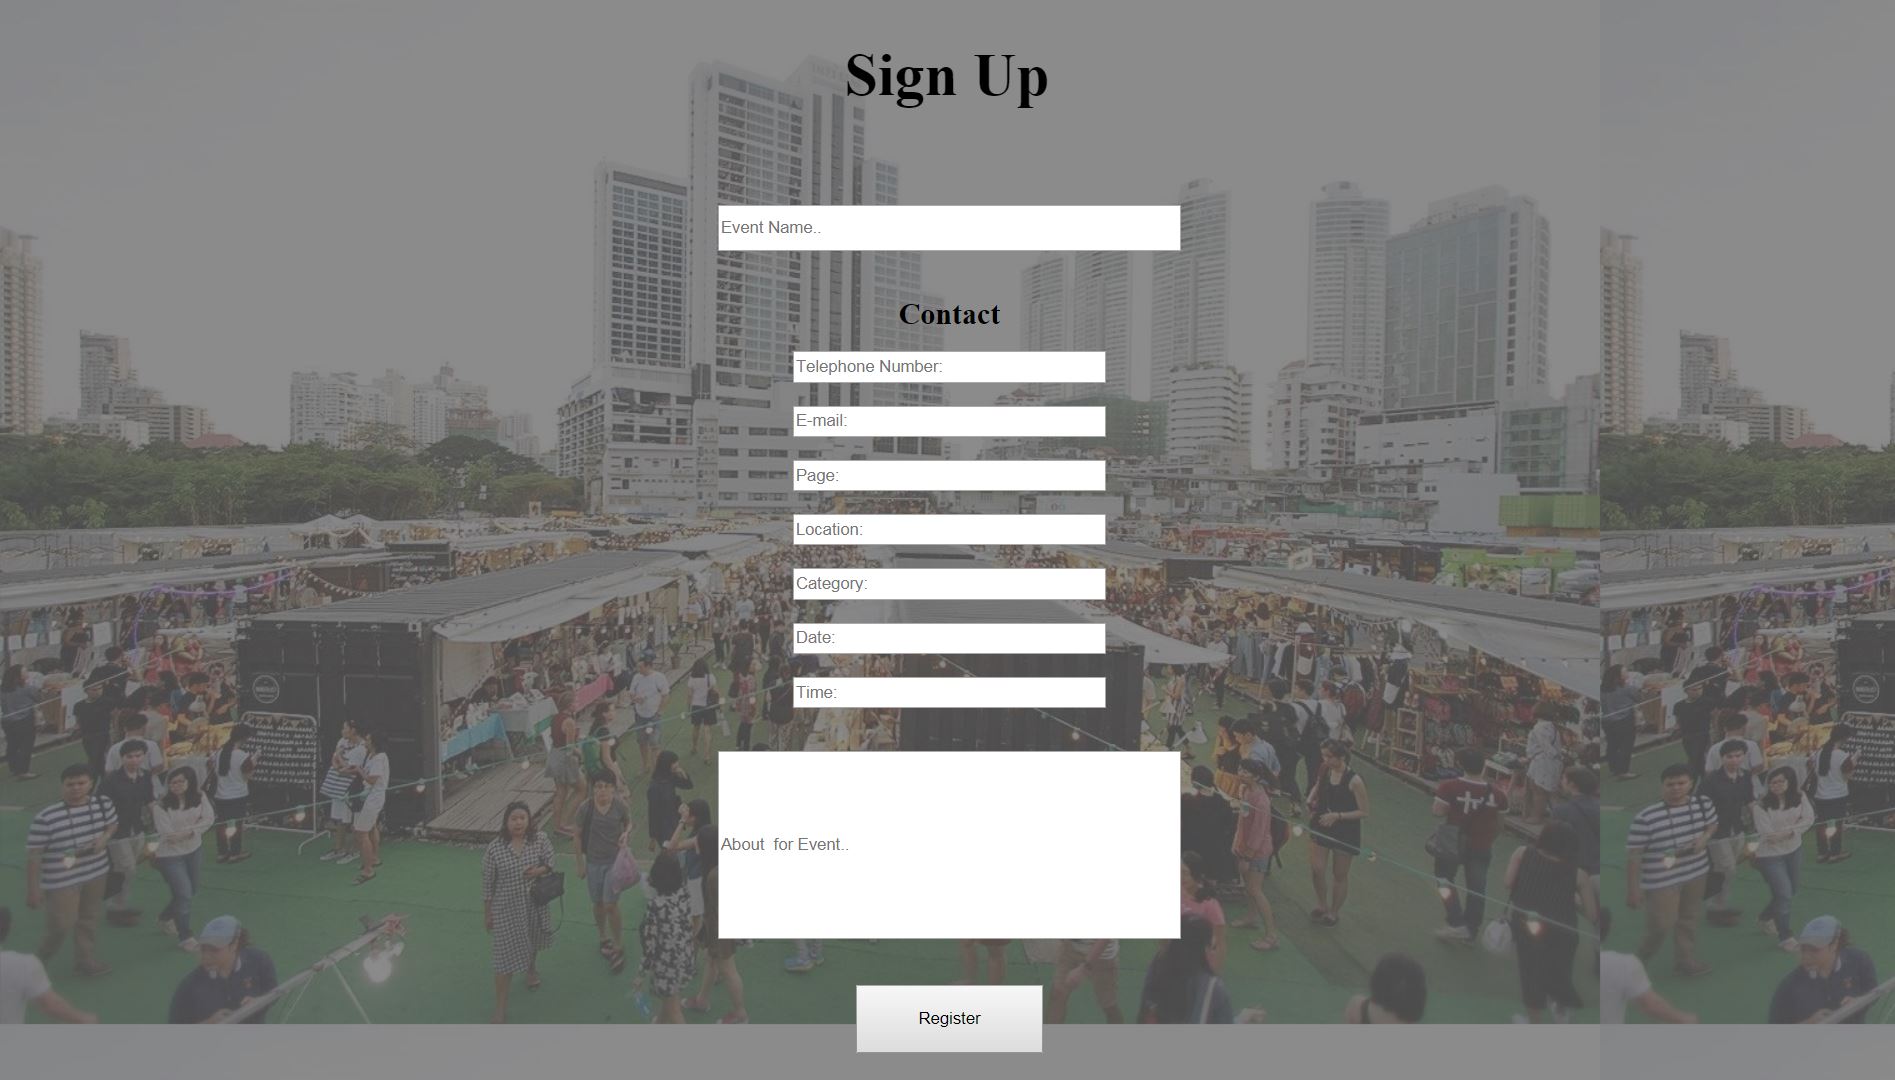 Sign Up
Event Name..
Contact
Telephone Number:
E-mail:
Page:
Location:
Category:
Date:
Time:
About  for Event..
Register